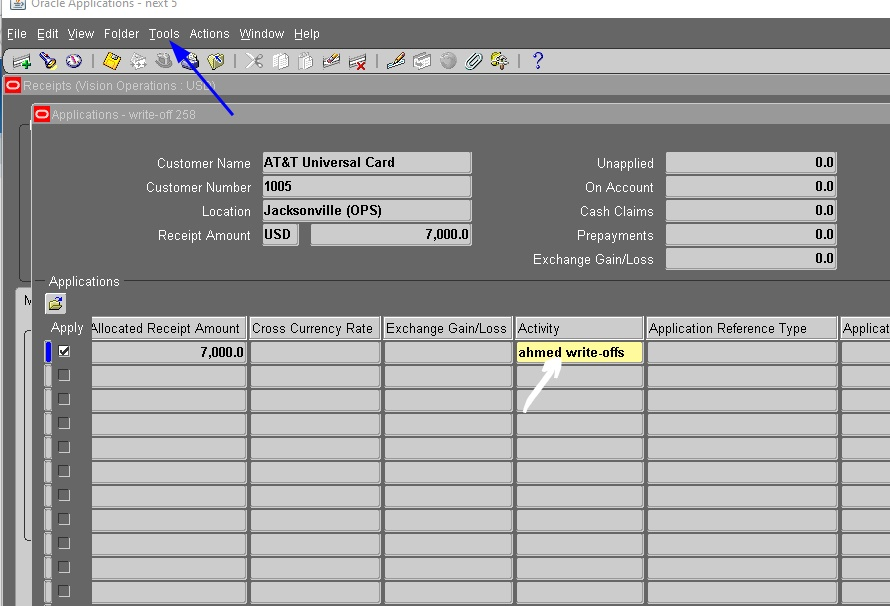 Oracle Applications - next 5
File Edit View Folder Tools Actions Window Help
Receipts (Vision Operations : USD)
Applications - write-off 258
Customer Name AT&T Universal Card Unapplied 0.0
Customer Number 1005 On Account 0.0
Location Jacksonville (OPS) Cash Claims 0.0
Receipt Amount USD 7,000.0 Prepayments 0.0
Exchange Gain/Loss 0.0
Applications
M
Apply Allocated Receipt Amount Cross Currency Rate Exchange Gain/Loss Activity Application Reference Type Applicat
7,000.0 ahmed write-offs